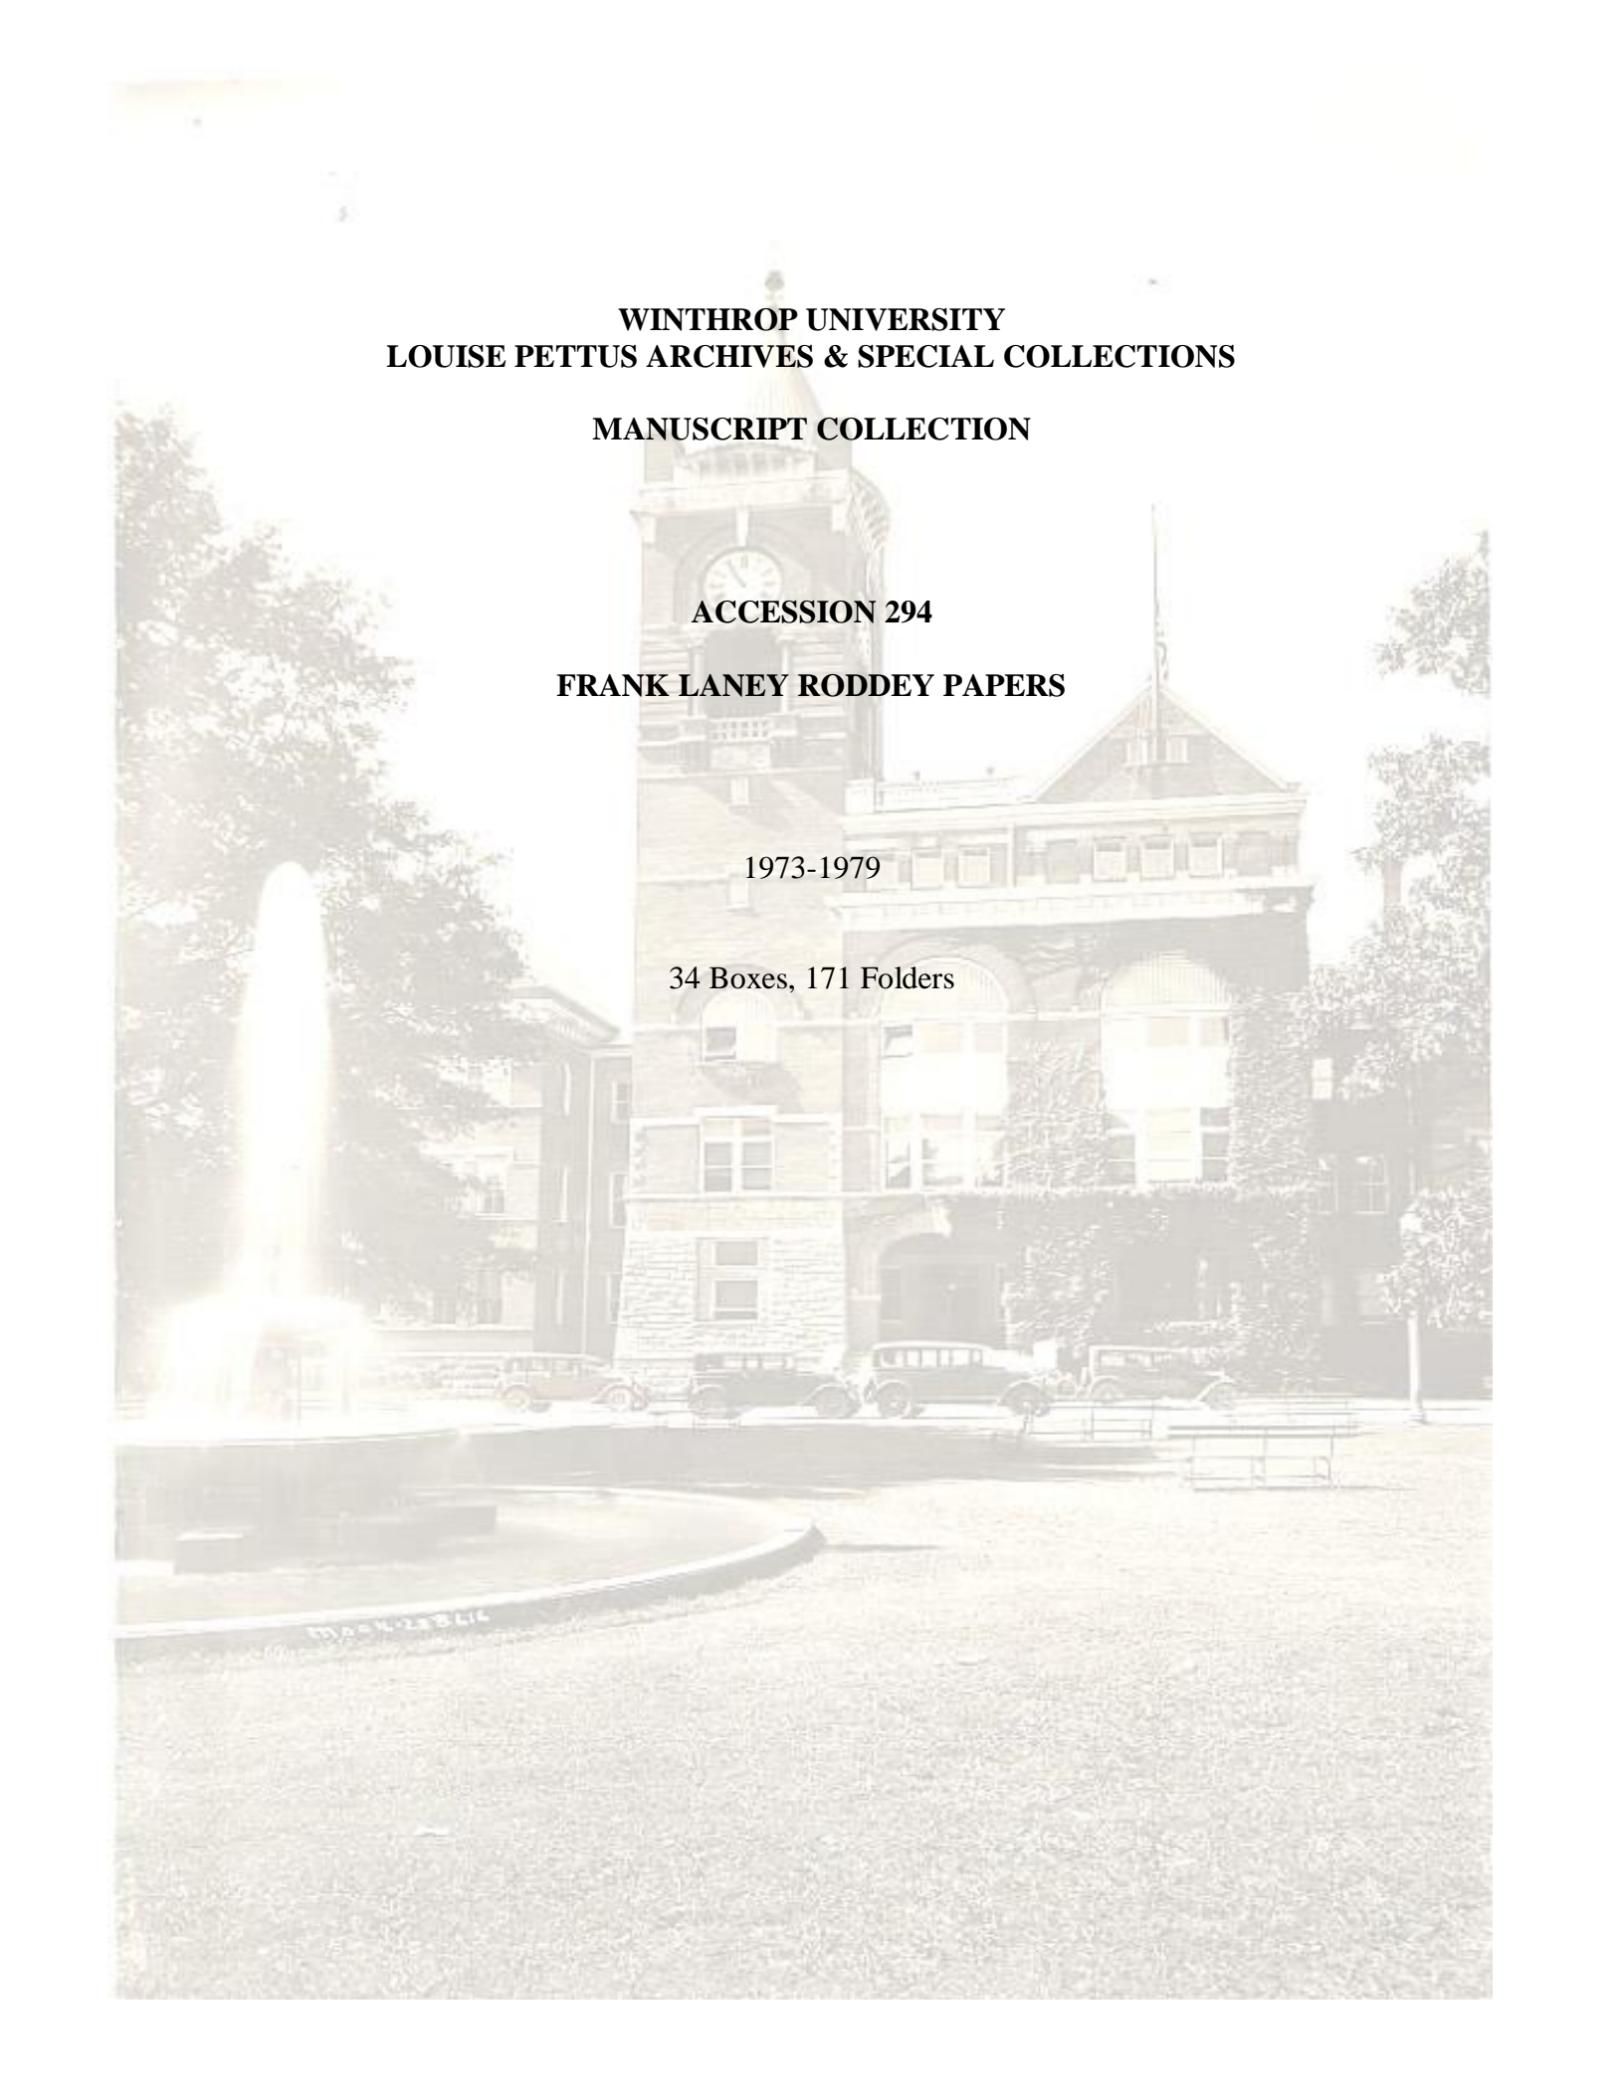 WINTHROP UNIVERSITY
LOUISE PETTUS ARCHIVES & SPECIAL COLLECTIONS
MANUSCRIPT COLLECTION
ACCESSION 294
FRANK LANEY RODDEY PAPERS
1973-1979
34 Boxes, 171 Folders